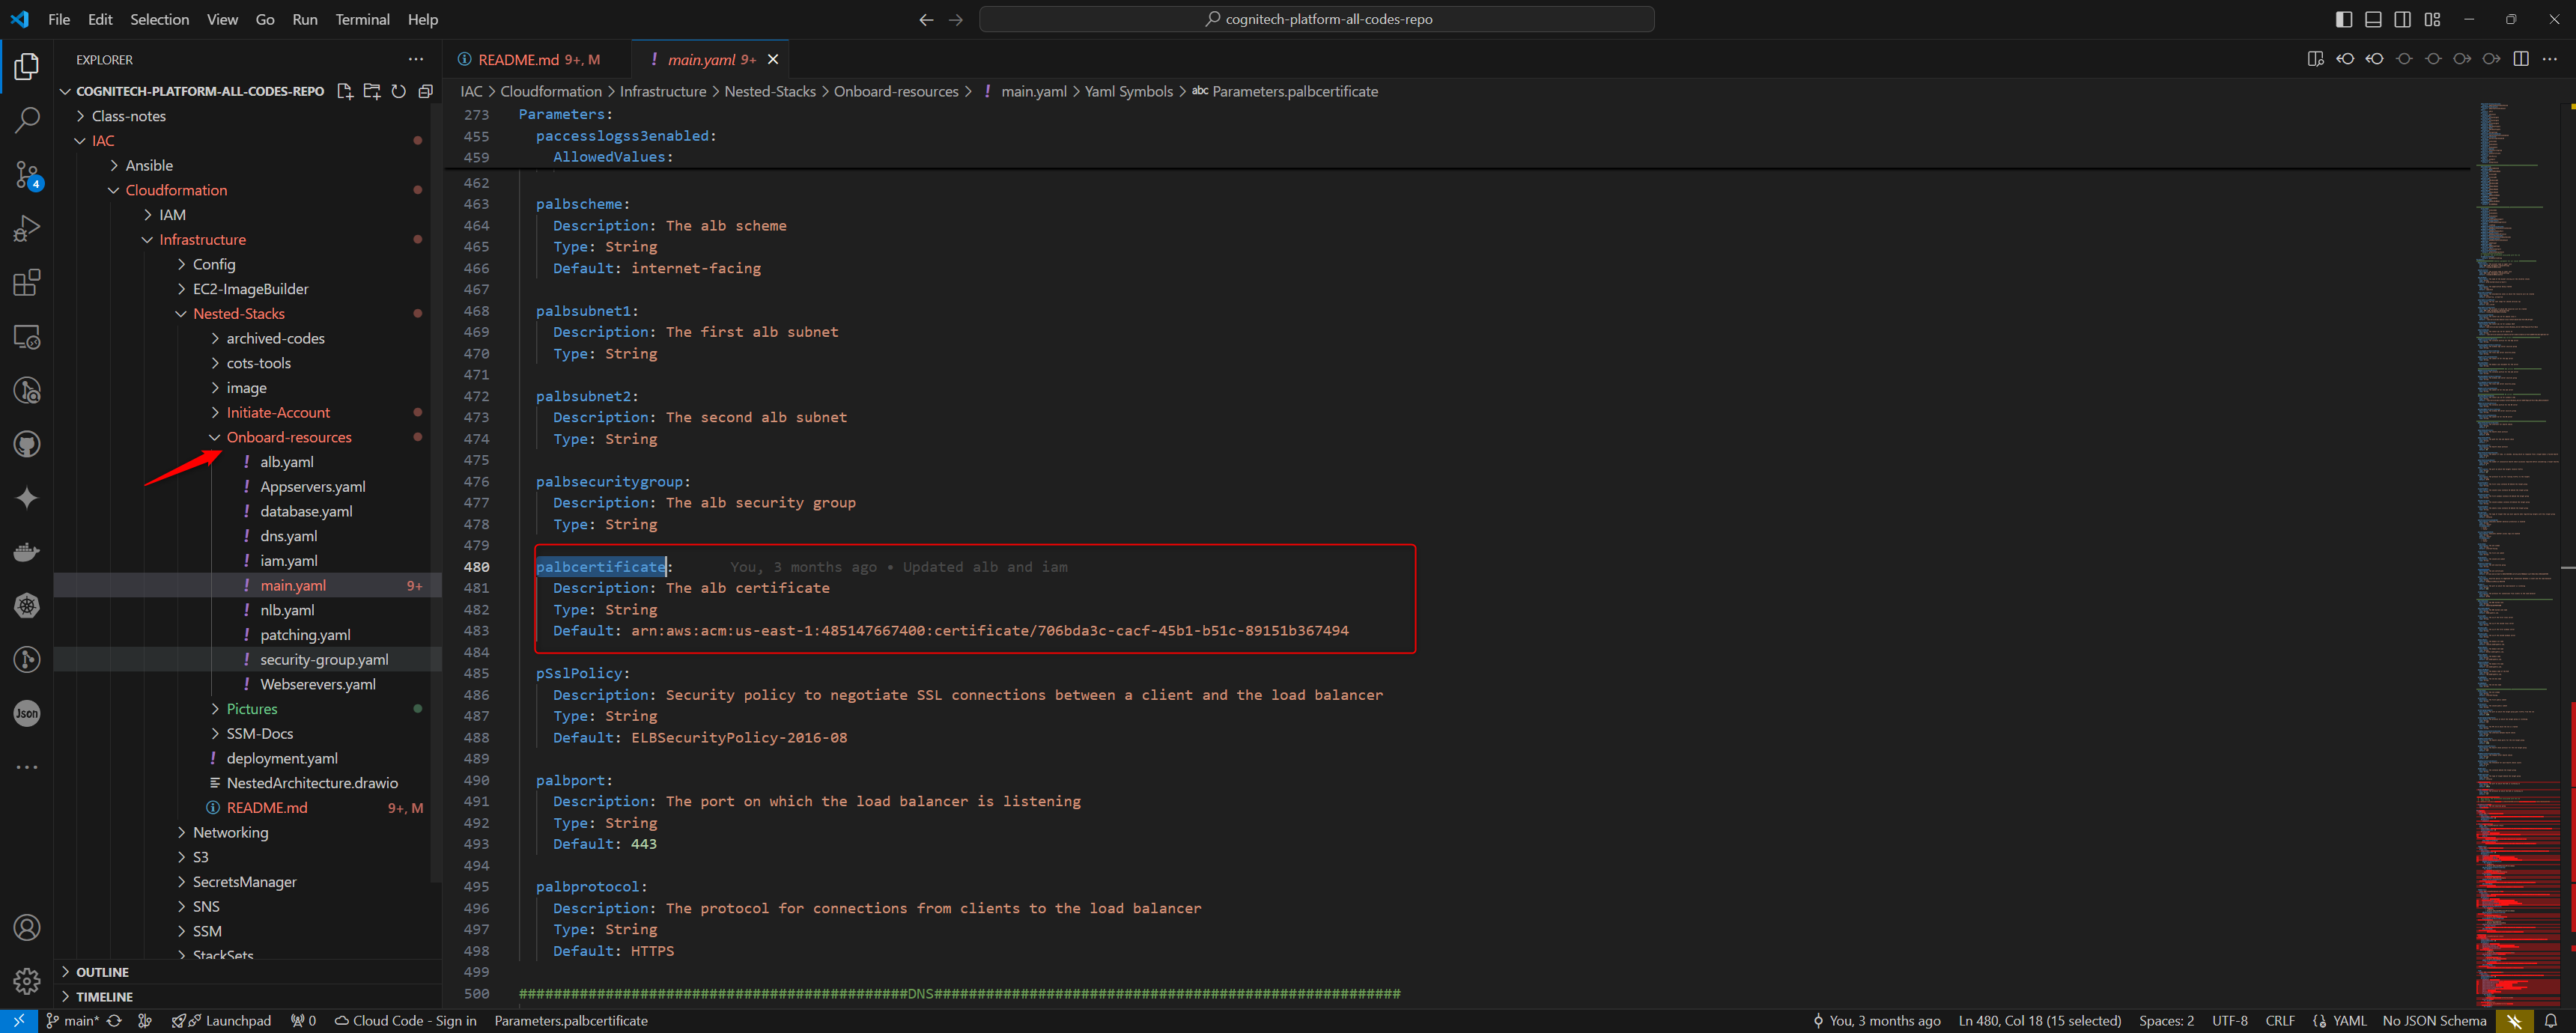 File Edit Selection View Go Run Terminal Help
cognitech-platform-all-codes-repo
EXPLORER
COGNITECH-PLATFORM-ALL-CODES-REPO
Class-notes
IAC
Ansible
Cloudformation
IAM
Infrastructure
Config
EC2-ImageBuilder
Nested-Stacks
archived-codes
cots-tools
image
Initiate-Account
Onboard-resources
! alb.yaml
! Appservers.yaml
! database.yaml
! dns.yaml
! iam.yaml
! main.yaml 9+
! nlb.yaml
! patching.yaml
! security-group.yaml
! Webserevers.yaml
Pictures
SSM-Docs
! deployment.yaml
NestedArchitecture.drawio
README.md 9+, M
Networking
S3
SecretsManager
SNS
SSM
StackSets
OUTLINE
TIMELINE
4
Json
README.md 9+, M
! main.yaml 9+
IAC > Cloudformation > Infrastructure > Nested-Stacks > Onboard-resources > ! main.yaml > Yaml Symbols > abc Parameters.palbcertificate
273 Parameters:
455 paccesslogss3enabled:
459 AllowedValues:
462
463 palbscheme:
464 Description: The alb scheme
465 Type: String
466 Default: internet-facing
467
468 palbsubnet1:
469 Description: The first alb subnet
470 Type: String
471
472 palbsubnet2:
473 Description: The second alb subnet
474 Type: String
475
476 palbsecuritygroup:
477 Description: The alb security group
478 Type: String
479
480 palbcertificate: You, 3 months ago • Updated alb and iam
481 Description: The alb certificate
482 Type: String
483 Default: arn:aws:acm:us-east-1:485147667400:certificate/706bda3c-cacf-45b1-b51c-89151b367494
484
485 pSslPolicy:
486 Description: Security policy to negotiate SSL connections between a client and the load balancer
487 Type: String
488 Default: ELBSecurityPolicy-2016-08
489
490 palbport:
491 Description: The port on which the load balancer is listening
492 Type: String
493 Default: 443
494
495 palbprotocol:
496 Description: The protocol for connections from clients to the load balancer
497 Type: String
498 Default: HTTPS
499
500 #############################################DNS######################################################
main* Launchpad 0 Cloud Code - Sign in Parameters.palbcertificate
You, 3 months ago Ln 480, Col 18 (15 selected) Spaces: 2 UTF-8 CRLF YAML No JSON Schema